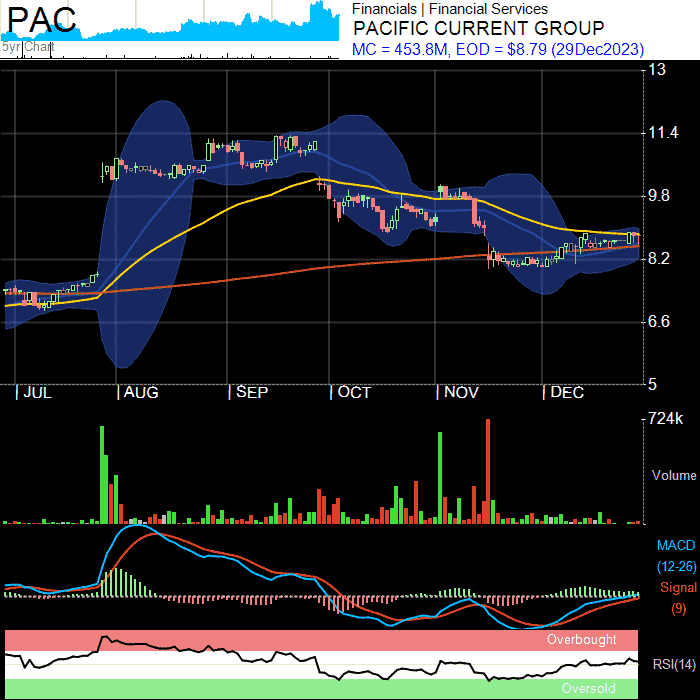 PAC
5yr Chart
Financials | Financial Services
PACIFIC CURRENT GROUP
MC = 453.8M, EOD = $8.79 (29Dec2023)
13
11.4
9.8
8.2
6.6
5
JUL AUG SEP OCT NOV DEC
724k
Volume
MACD
(12-26)
Signal
(9)
Overbought
RSI(14)
Oversold